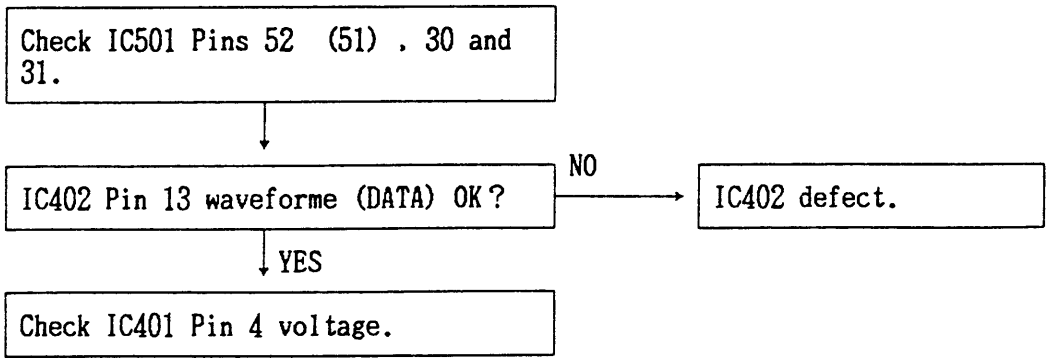 Check IC501 Pins 52 (51) . 30 and
31.
NO
IC402 Pin 13 waveforme (DATA) OK?
IC402 defect.
YES
Check IC401 Pin 4 voltage.